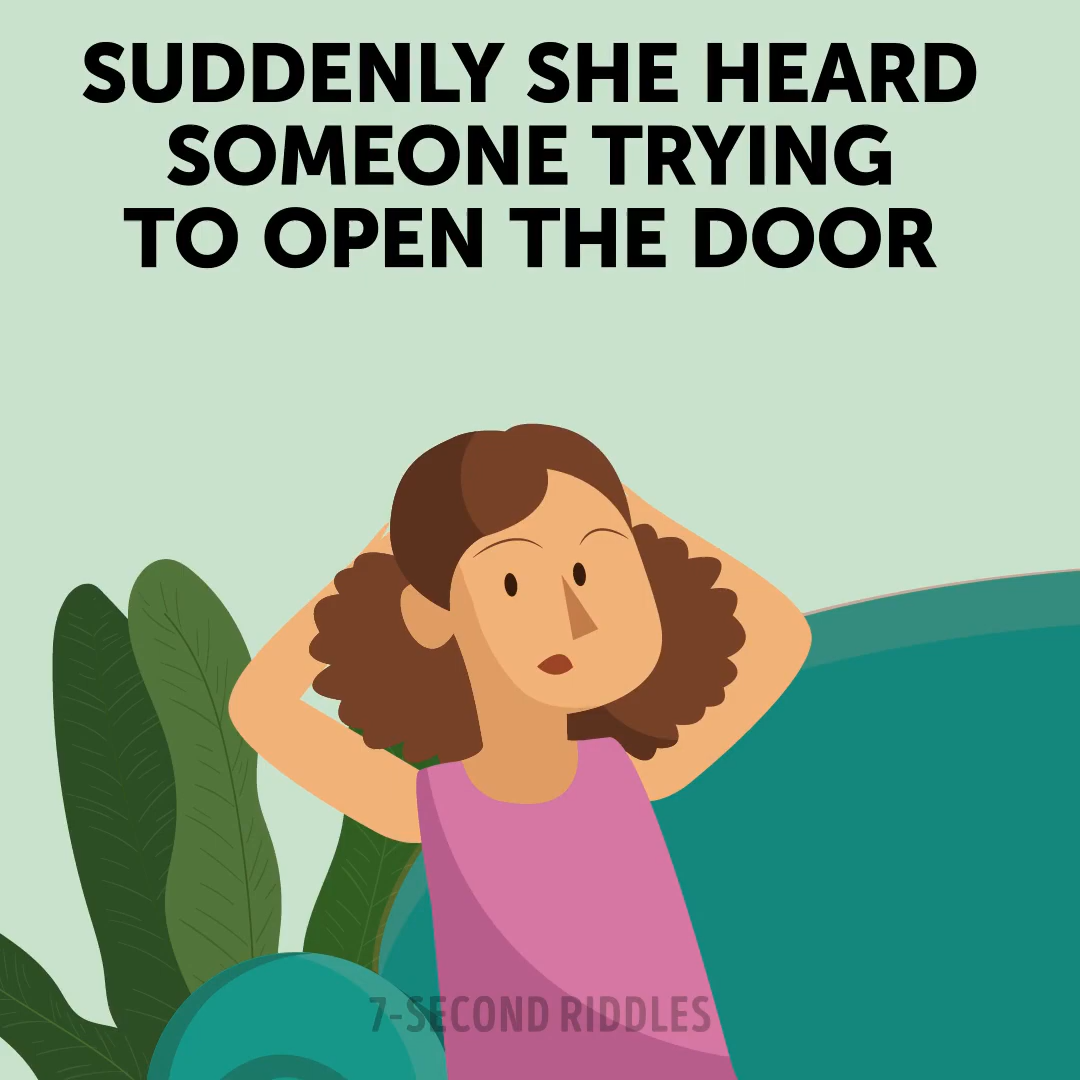 SUDDENLY SHE HEARD
SOMEONE TRYING
TO OPEN THE DOOR
7-SECOND RIDDLES